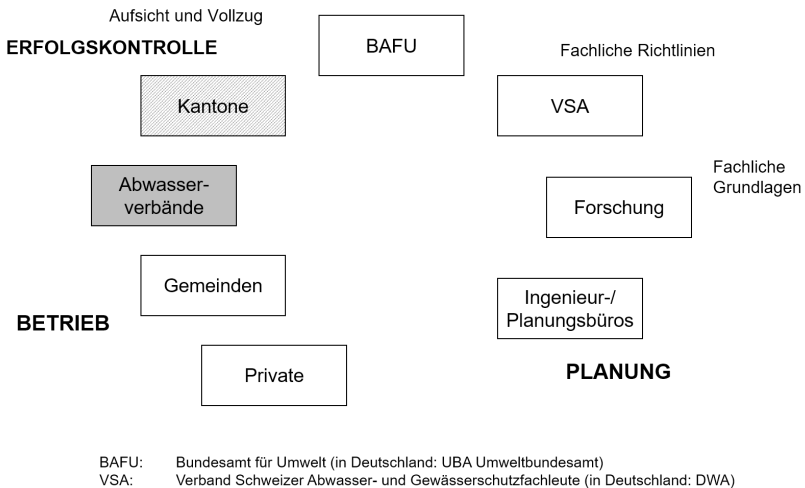 Aufsicht und Vollzug
ERFOLGSKONTROLLE
BAFU
Fachliche Richtlinien
Kantone
VSA
Abwasser-
verbände
Fachliche
Grundlagen
Forschung
Gemeinden
Ingenieur-/
Planungsbüros
BETRIEB
Private
PLANUNG
BAFU: Bundesamt für Umwelt (in Deutschland: UBA Umweltbundesamt)
VSA: Verband Schweizer Abwasser- und Gewässerschutzfachleute (in Deutschland: DWA)